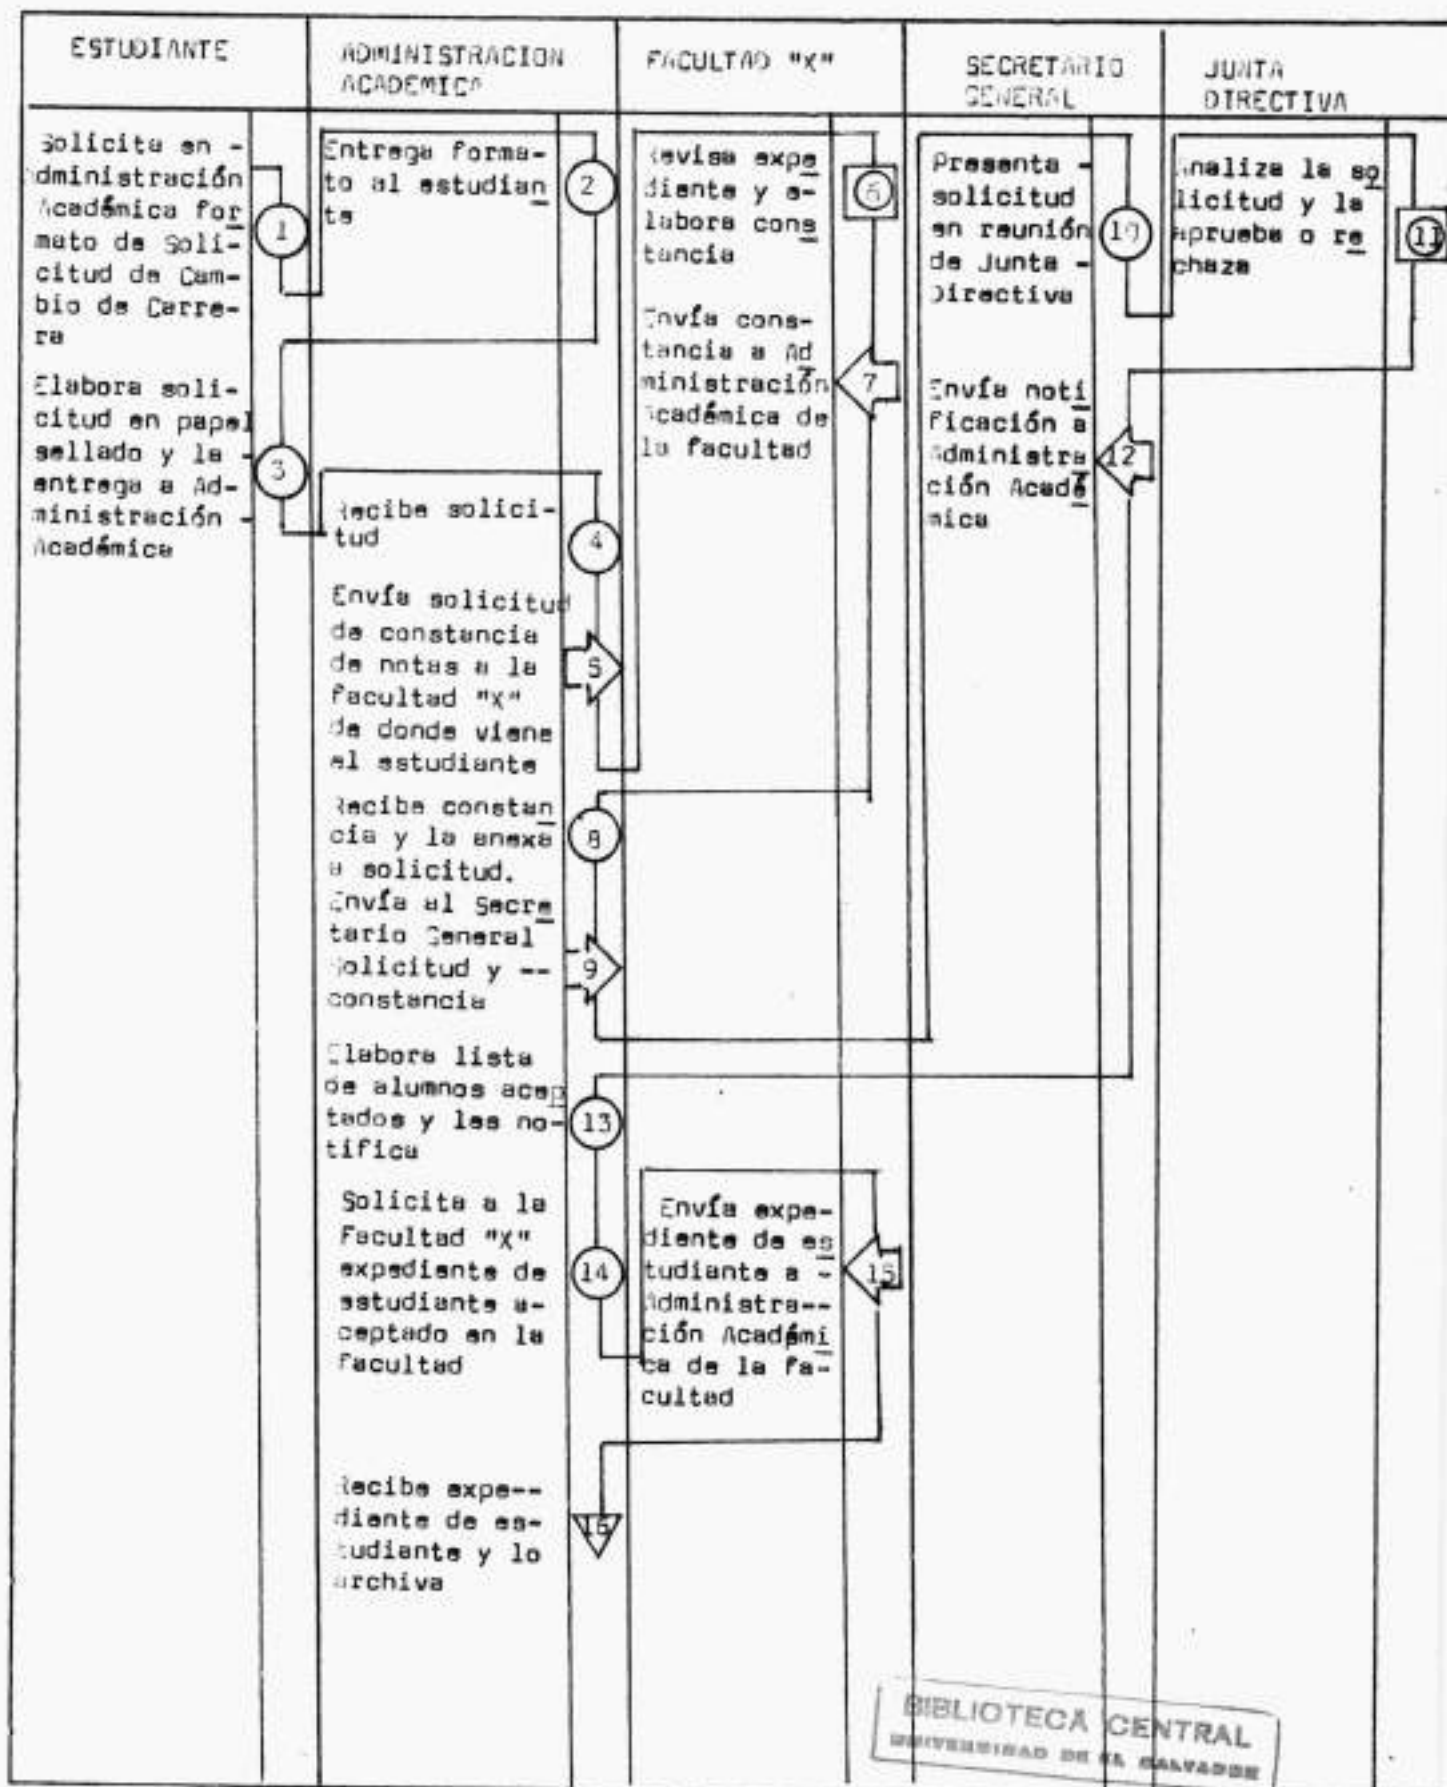 ESTUDIANTE
ADMINISTRACION
ACADEMICA
FACULTAD "X"
SECRETARIO
GENERAL
JUNTA
DIRECTIVA
Solicita en -
Administración
Académica for
mato de Soli-
citud de Cam-
bio de Carre-
ra
1
Elabora soli-
citud en papel
sellado y la -
entrega a Ad-
ministración -
Académica
3
Entrega forma-
to al estudian
te
2
Recibe solici-
tud
4
Envía solicitud
de constancia
de notas a la
facultad "X"
de donde viene
el estudiante
5
Recibe constan
cia y la anexa
a solicitud.
8
Envía al Secre
tario General
Solicitud y --
constancia
9
Elabora lista
de alumnos acep
tados y les no-
tifica
13
Solicita a la
Facultad "X"
expediente de
estudiante a-
ceptado en la
Facultad
14
Recibe expe--
diente de es-
tudiante y lo
archiva
16
Revisa expe
diente y e-
labora cons
tancia
6
Envía cons-
tancia a Ad
ministración
Académica de
la facultad
7
Envía expe-
diente de es
tudiante a -
Administra--
ción Académi
ca de la fa-
cultad
15
Presenta -
solicitud
en reunión
de Junta -
Directiva
10
Envía noti
ficación a
Administra
ción Acadé
mica
12
Analiza la so
licitud y la
aprueba o re
chaza
11
BIBLIOTECA CENTRAL
UNIVERSIDAD DE EL SALVADOR